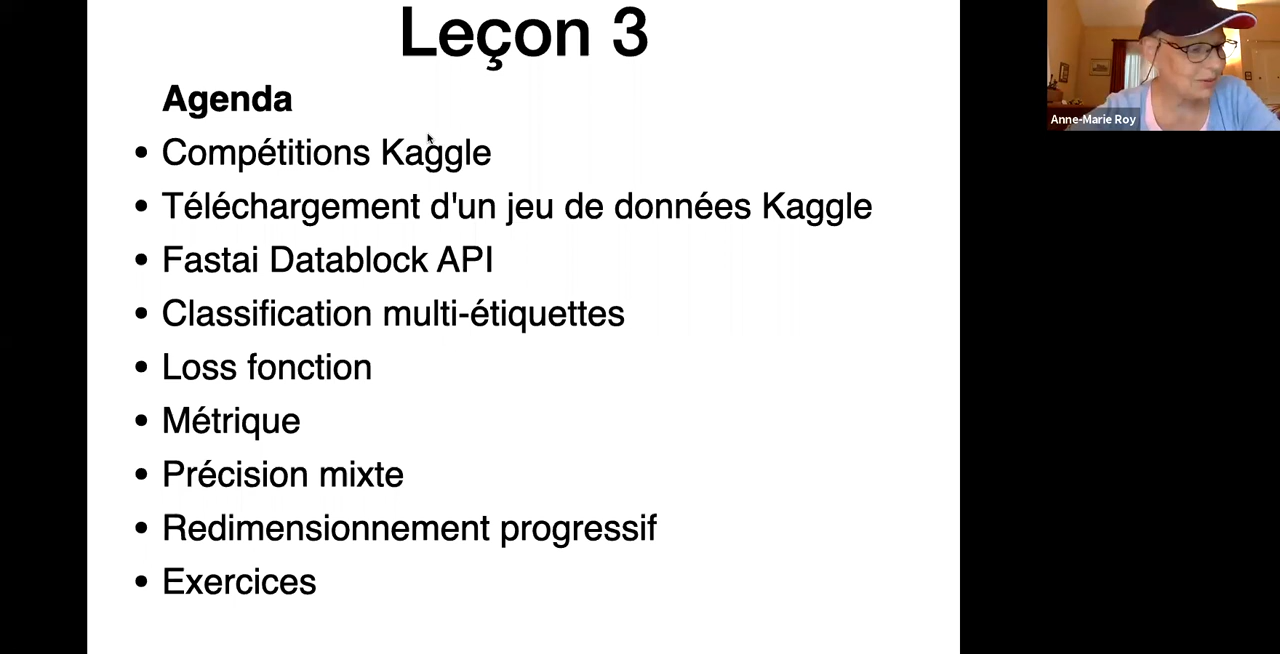 Leçon 3
Agenda
• Compétitions Kaggle
• Téléchargement d'un jeu de données Kaggle
• Fastai Datablock API
• Classification multi-étiquettes
• Loss fonction
• Métrique
• Précision mixte
• Redimensionnement progressif
• Exercices
Anne-Marie Roy